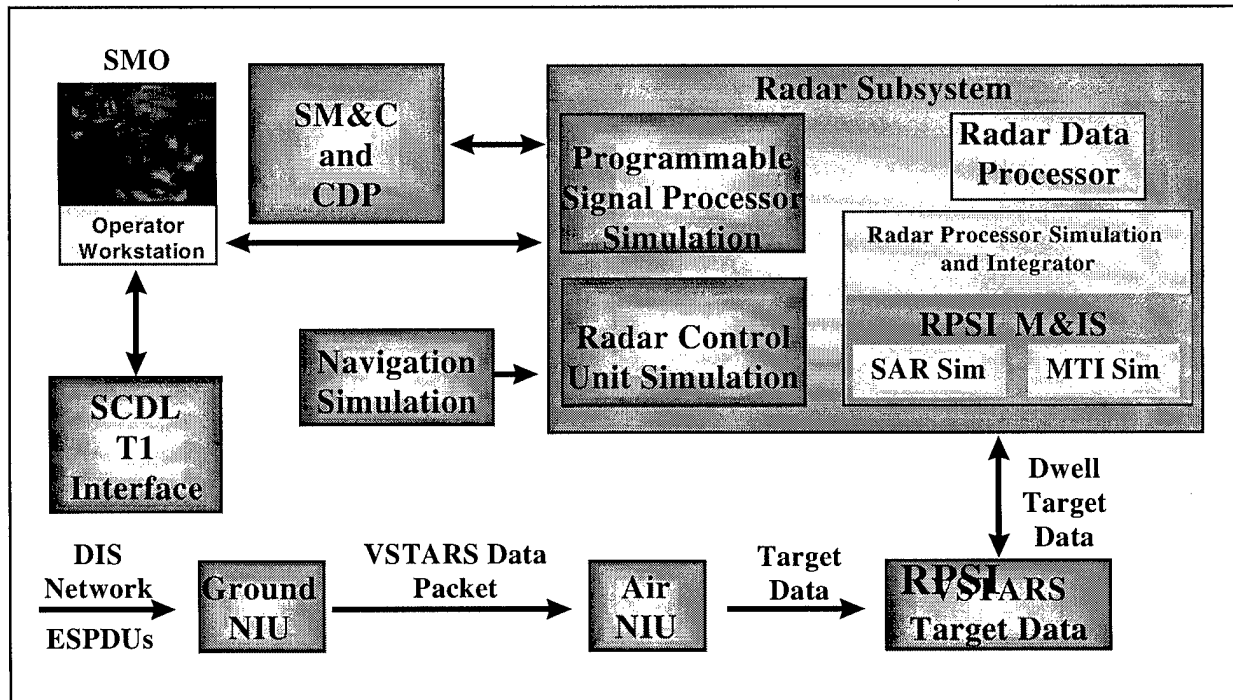 SMO
Operator
Workstation
SM&C
and
CDP
Radar Subsystem
Programmable
Signal Processor
Simulation
Radar Data
Processor
Radar Processor Simulation
and Integrator
RPSI M&IS
SAR Sim
MTI Sim
Navigation
Simulation
Radar Control
Unit Simulation
SCDL
T1
Interface
Dwell
Target
Data
DIS
Network
ESPDUs
Ground
NIU
VSTARS Data
Packet
Air
NIU
Target
Data
RPSI
VSTARS
Target Data